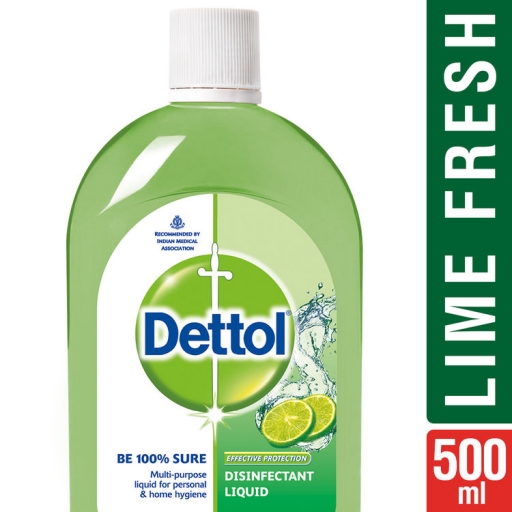 RECOMMENDED BY
INDIAN MEDICAL
ASSOCIATION
Dettol
BE 100% SURE
Multi-purpose
liquid for personal
& home hygiene
EFFECTIVE PROTECTION
DISINFECTANT
LIQUID
LIME FRESH
500
ml